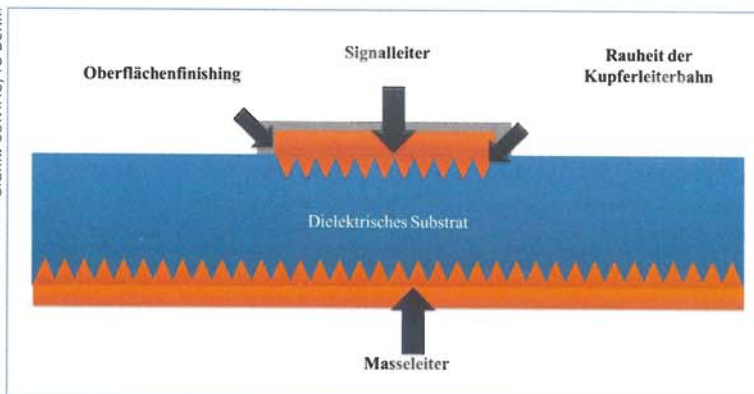 Signalleiter
Oberflächenfinishing
Rauheit der
Kupferleiterbahn
Dielektrisches Substrat
Masseleiter